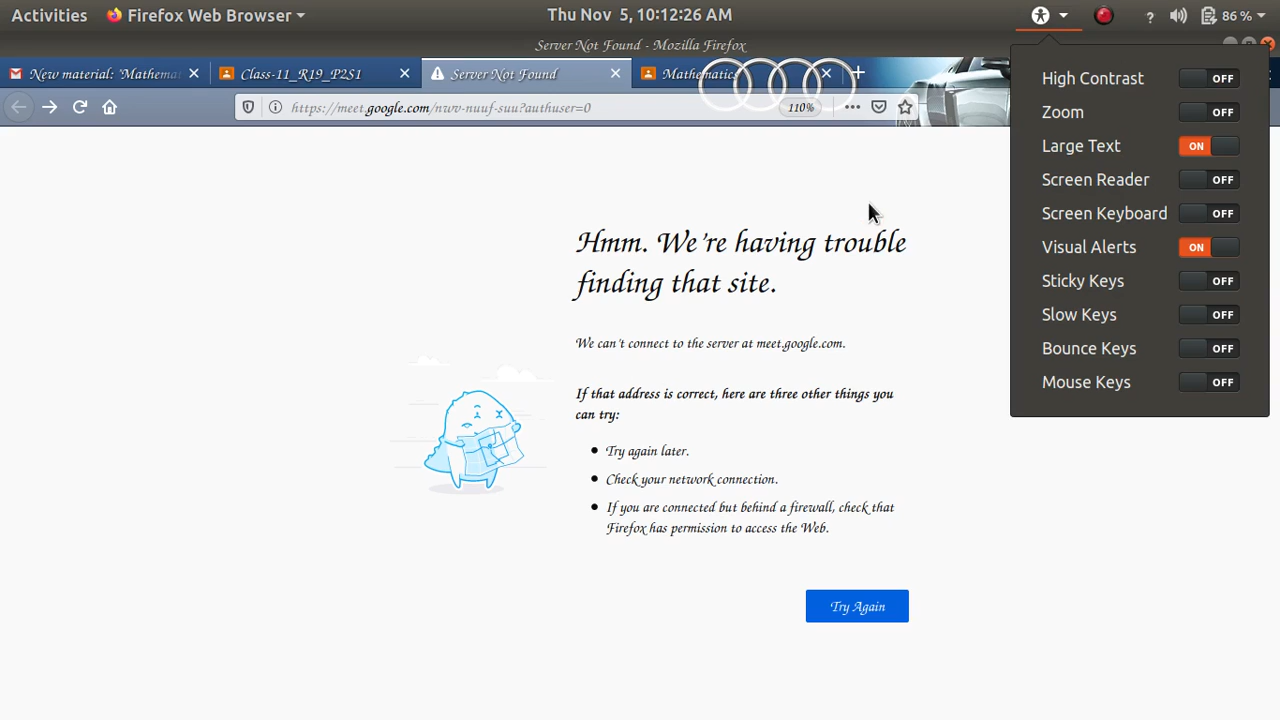 Activities Firefox Web Browser Thu Nov 5, 10:12:26 AM ? 86 %
Server Not Found - Mozilla Firefox
New material: 'Mathema Class-11_R19_P2S1 Server Not Found Mathematics
https://meet.google.com/nwv-nuuf-suu?authuser=0 110%
High Contrast OFF
Zoom OFF
Large Text ON
Screen Reader OFF
Screen Keyboard OFF
Visual Alerts ON
Sticky Keys OFF
Slow Keys OFF
Bounce Keys OFF
Mouse Keys OFF
Hmm. We're having trouble
finding that site.
We can't connect to the server at meet.google.com.
If that address is correct, here are three other things you
can try:
Try again later.
Check your network connection.
If you are connected but behind a firewall, check that
Firefox has permission to access the Web.
Try Again